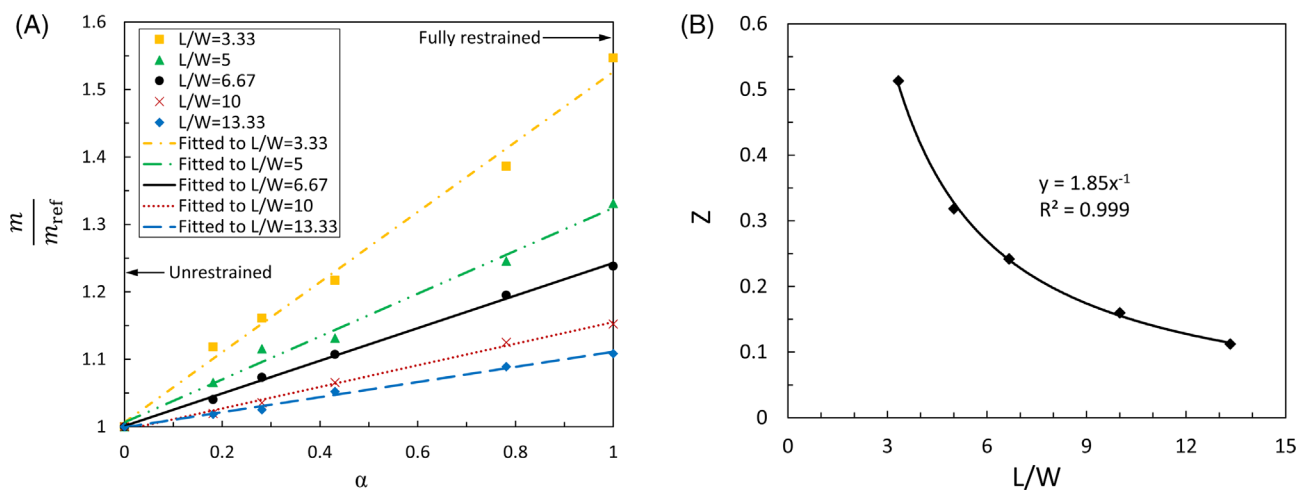 (A)
1.6
1.5
1.4
1.3
1.2
1.1
1
m
m_ref
L/W=3.33
L/W=5
L/W=6.67
L/W=10
L/W=13.33
Fitted to L/W=3.33
Fitted to L/W=5
Fitted to L/W=6.67
Fitted to L/W=10
Fitted to L/W=13.33
Fully restrained
Unrestrained
0 0.2 0.4 0.6 0.8 1
α
(B)
0.6
0.5
0.4
0.3
0.2
0.1
0
Z
y = 1.85x⁻¹
R² = 0.999
0 3 6 9 12 15
L/W